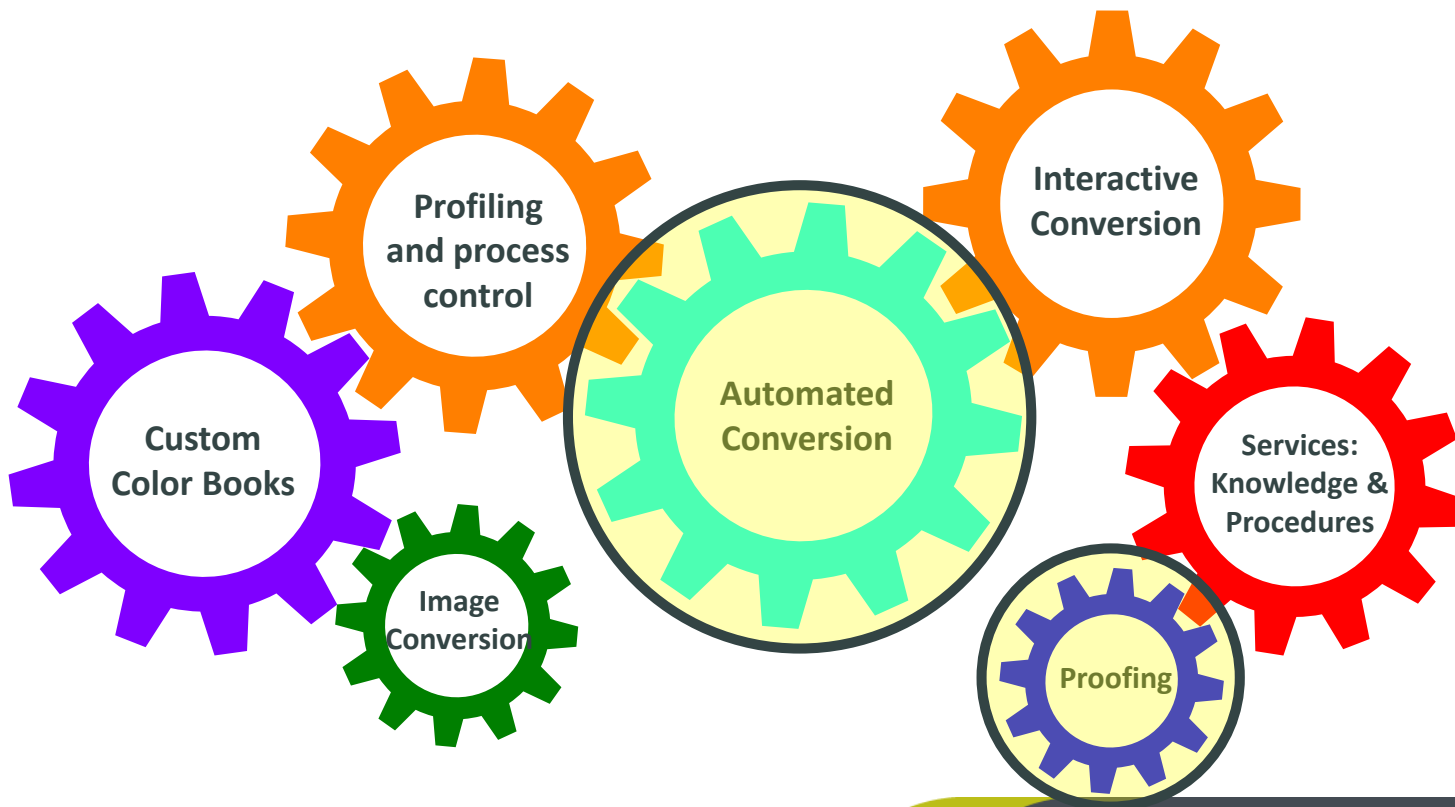 Profiling
and process
control
Interactive
Conversion
Automated
Conversion
Custom
Color Books
Services:
Knowledge &
Procedures
Image
Conversion
Proofing